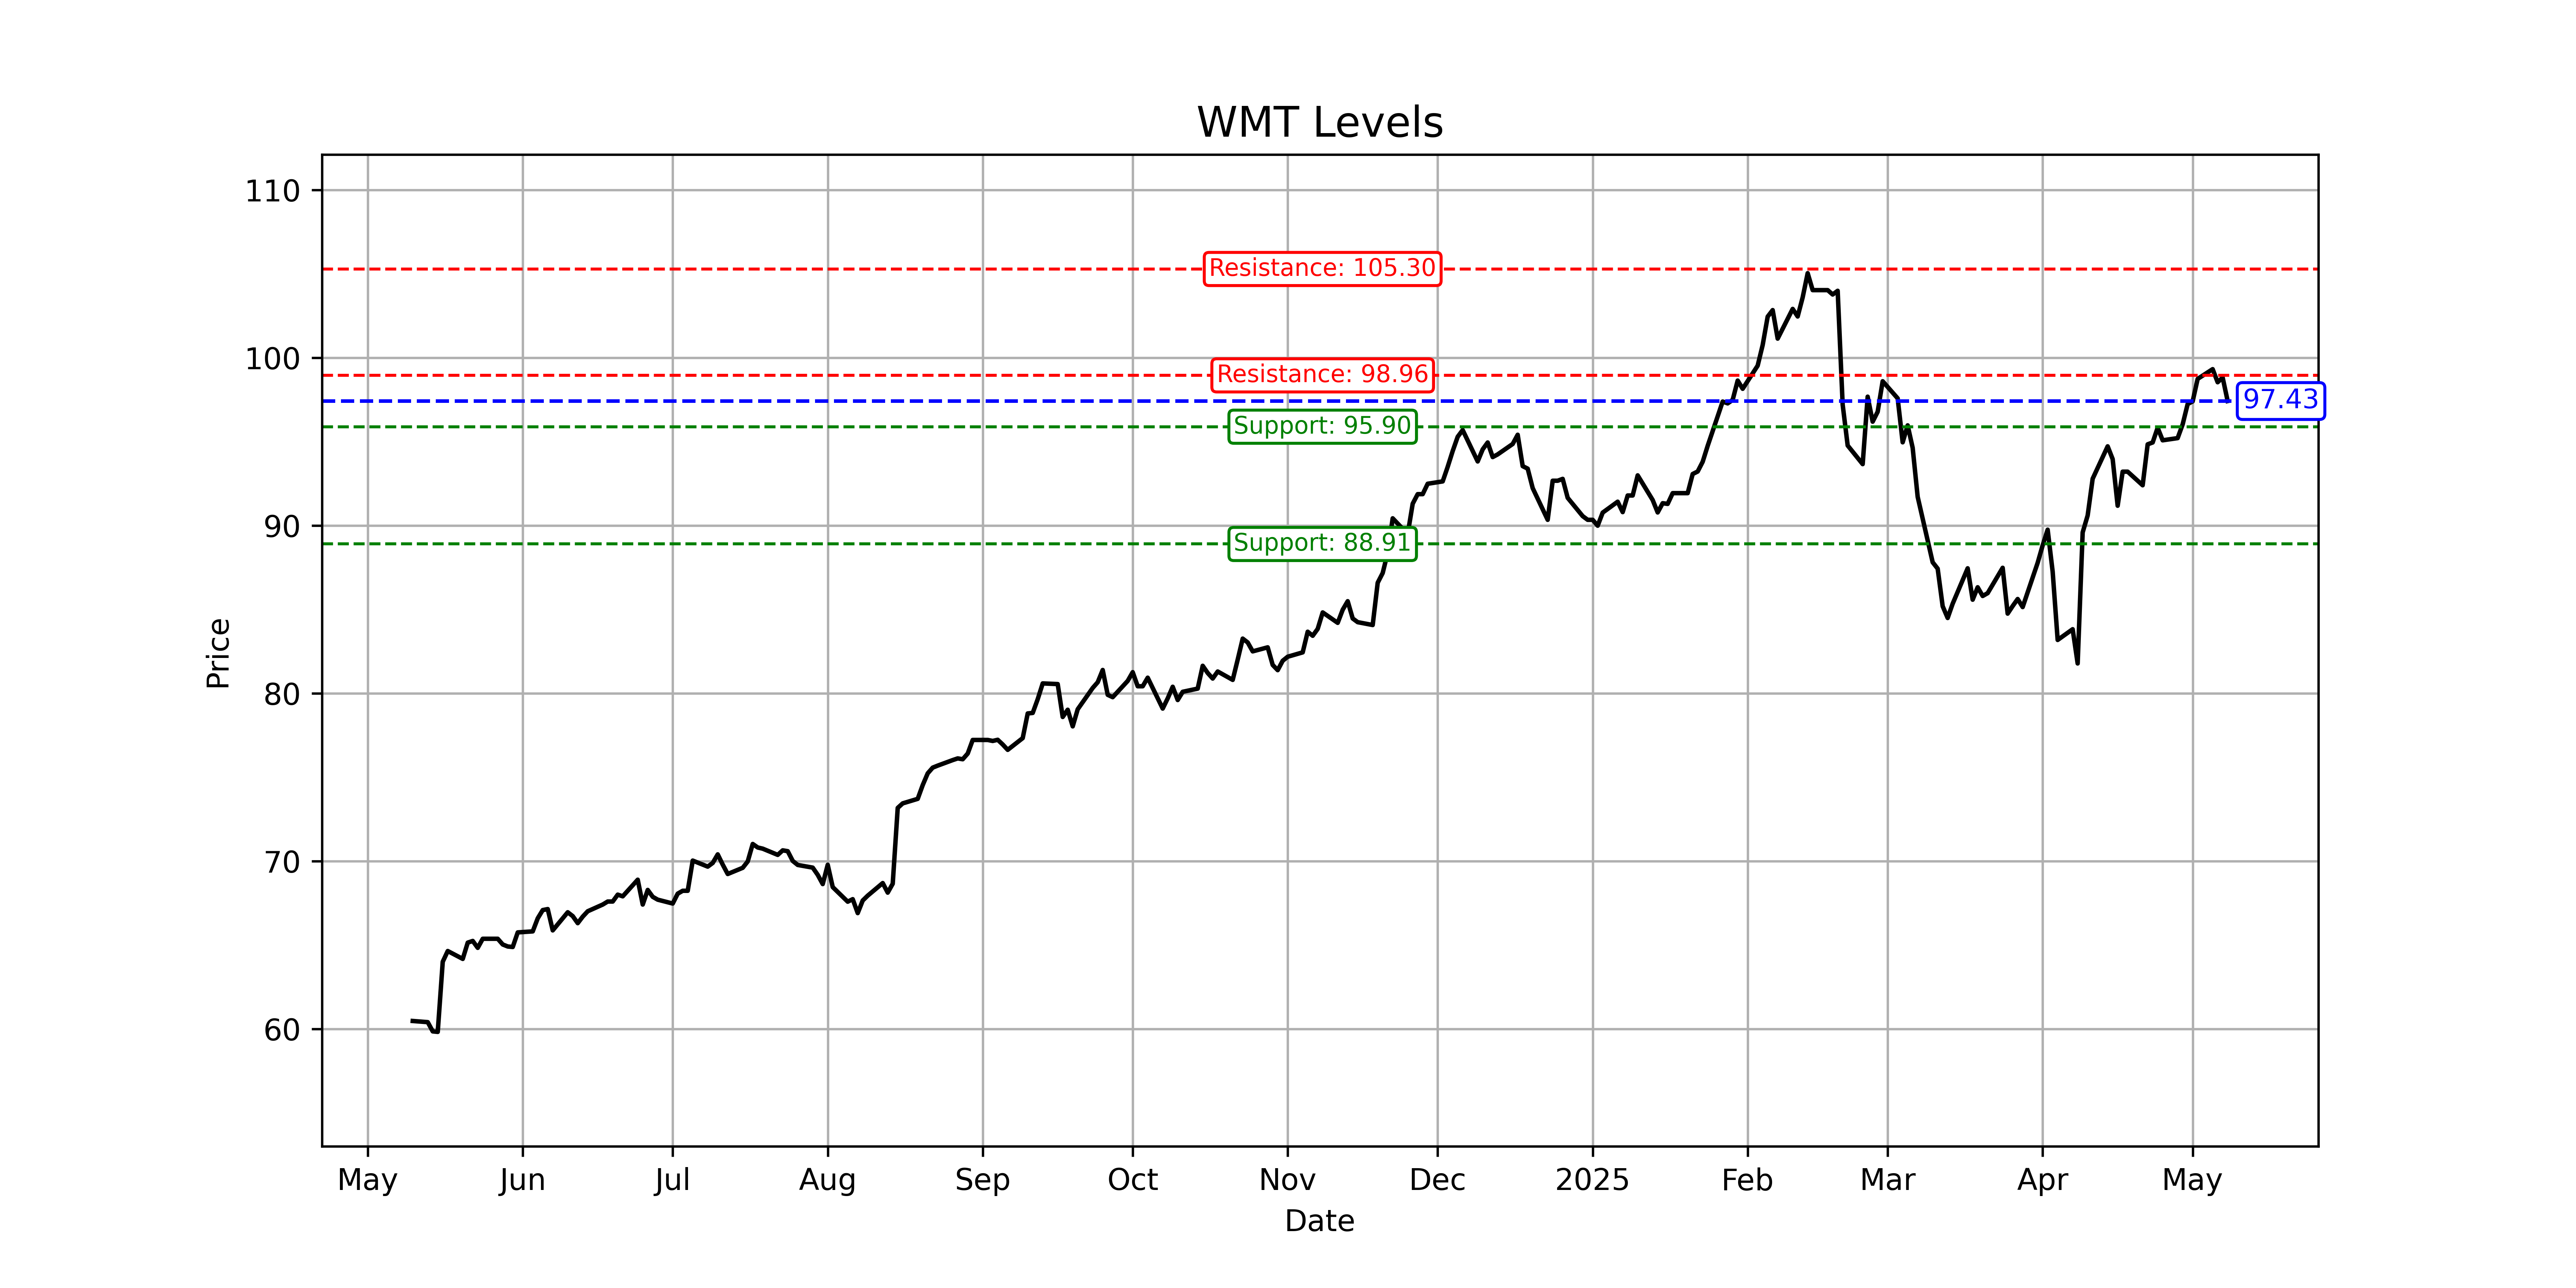 WMT Levels
110
100
90
80
70
60
Price
Resistance: 105.30
Resistance: 98.96
97.43
Support: 95.90
Support: 88.91
May Jun Jul Aug Sep Oct Nov Dec 2025 Feb Mar Apr May
Date